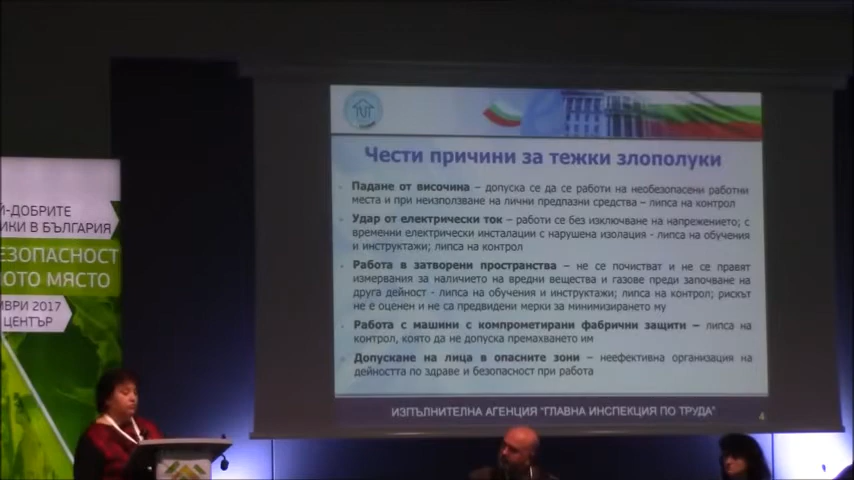 Чести причини за тежки злополуки
Падане от височина – допуска се да се работи на необезопасени работни
места и при неизползване на лични предпазни средства – липса на контрол
Удар от електрически ток – работи се без изключване на напрежението; с
временни електрически инсталации с нарушена изолация - липса на обучения
и инструктажи; липса на контрол
Работа в затворени пространства – не се почистват и не се правят
измервания за наличието на вредни вещества и газове преди започване на
друга дейност - липса на обучения и инструктажи; липса на контрол; рискът
не е оценен и не са предвидени мерки за минимизирането му
Работа с машини с компрометирани фабрични защити – липса на
контрол, която да не допуска премахването им
Допускане на лица в опасните зони – неефективна организация на
дейността по здраве и безопасност при работа
ИЗПЪЛНИТЕЛНА АГЕНЦИЯ "ГЛАВНА ИНСПЕКЦИЯ ПО ТРУДА"
4
Й-ДОБРИТЕ
ИКИ В БЪЛГАРИЯ
ЕЗОПАСНОСТ
НОТО МЯСТО
МВРИ 2017
ЦЕНТЪР